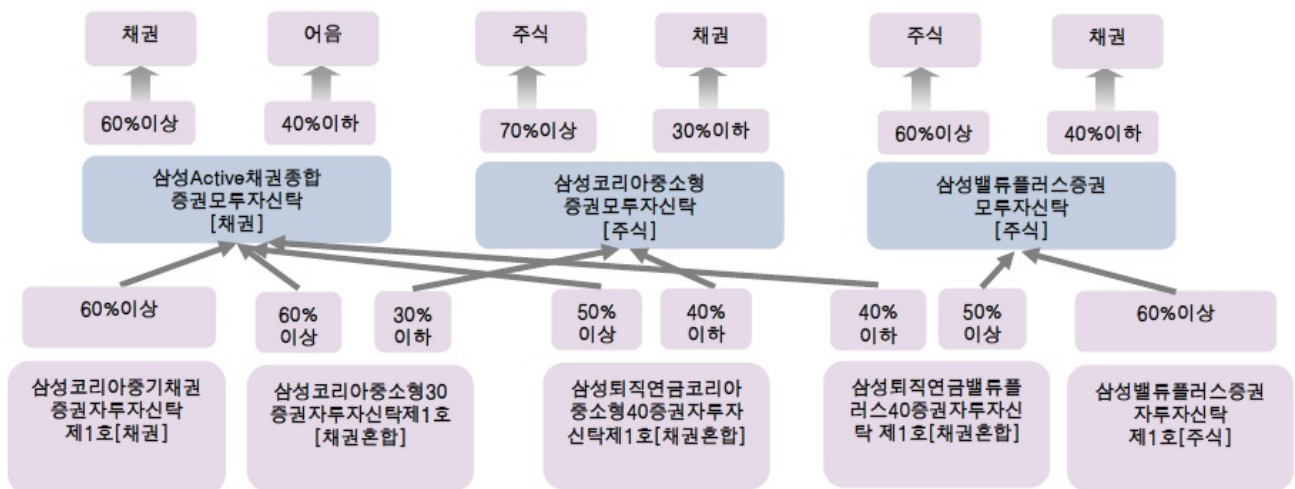 채권
어음
주식
채권
주식
채권
60%이상
40%이하
70%이상
30%이하
60%이상
40%이하
삼성Active채권종합
증권모투자신탁
[채권]
삼성코리아중소형
증권모투자신탁
[주식]
삼성밸류플러스증권
모투자신탁
[주식]
60%이상
60%
이상
30%
이하
50%
이상
40%
이하
40%
이하
50%
이상
60%이상
삼성코리아중기채권
증권자투자신탁
제1호[채권]
삼성코리아중소형30
증권자투자신탁제1호
[채권혼합]
삼성퇴직연금코리아
중소형40증권자투자
신탁제1호[채권혼합]
삼성퇴직연금밸류플
러스40증권자투자신
탁 제1호[채권혼합]
삼성밸류플러스증권
자투자신탁
제1호[주식]